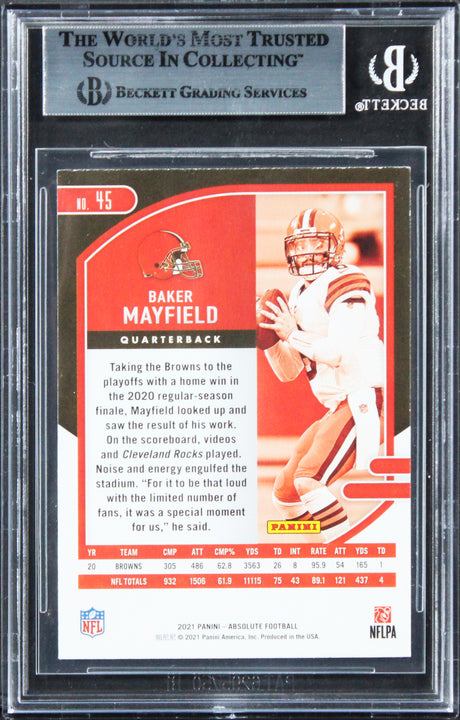 THE WORLD'S MOST TRUSTED
SOURCE IN COLLECTING™
B BECKETT GRADING SERVICES
B
BECKETT®
NO. 45
BAKER
MAYFIELD
QUARTERBACK
Taking the Browns to the
playoffs with a home win in
the 2020 regular-season
finale, Mayfield looked up and
saw the result of his work.
On the scoreboard, videos
and Cleveland Rocks played.
Noise and energy engulfed the
stadium. "For it to be that loud
with the limited number of
fans, it was a special moment
for us," he said.
PANINI
YR TEAM CMP ATT CMP% YDS TD INT RATE ATT YDS TD
20 BROWNS 305 486 62.8 3563 26 8 95.9 54 165 1
NFL TOTALS 932 1506 61.9 11115 75 43 89.1 121 437 4
NFL
2021 PANINI - ABSOLUTE FOOTBALL
© 2021 Panini America, Inc. Produced in the USA.
NFLPA